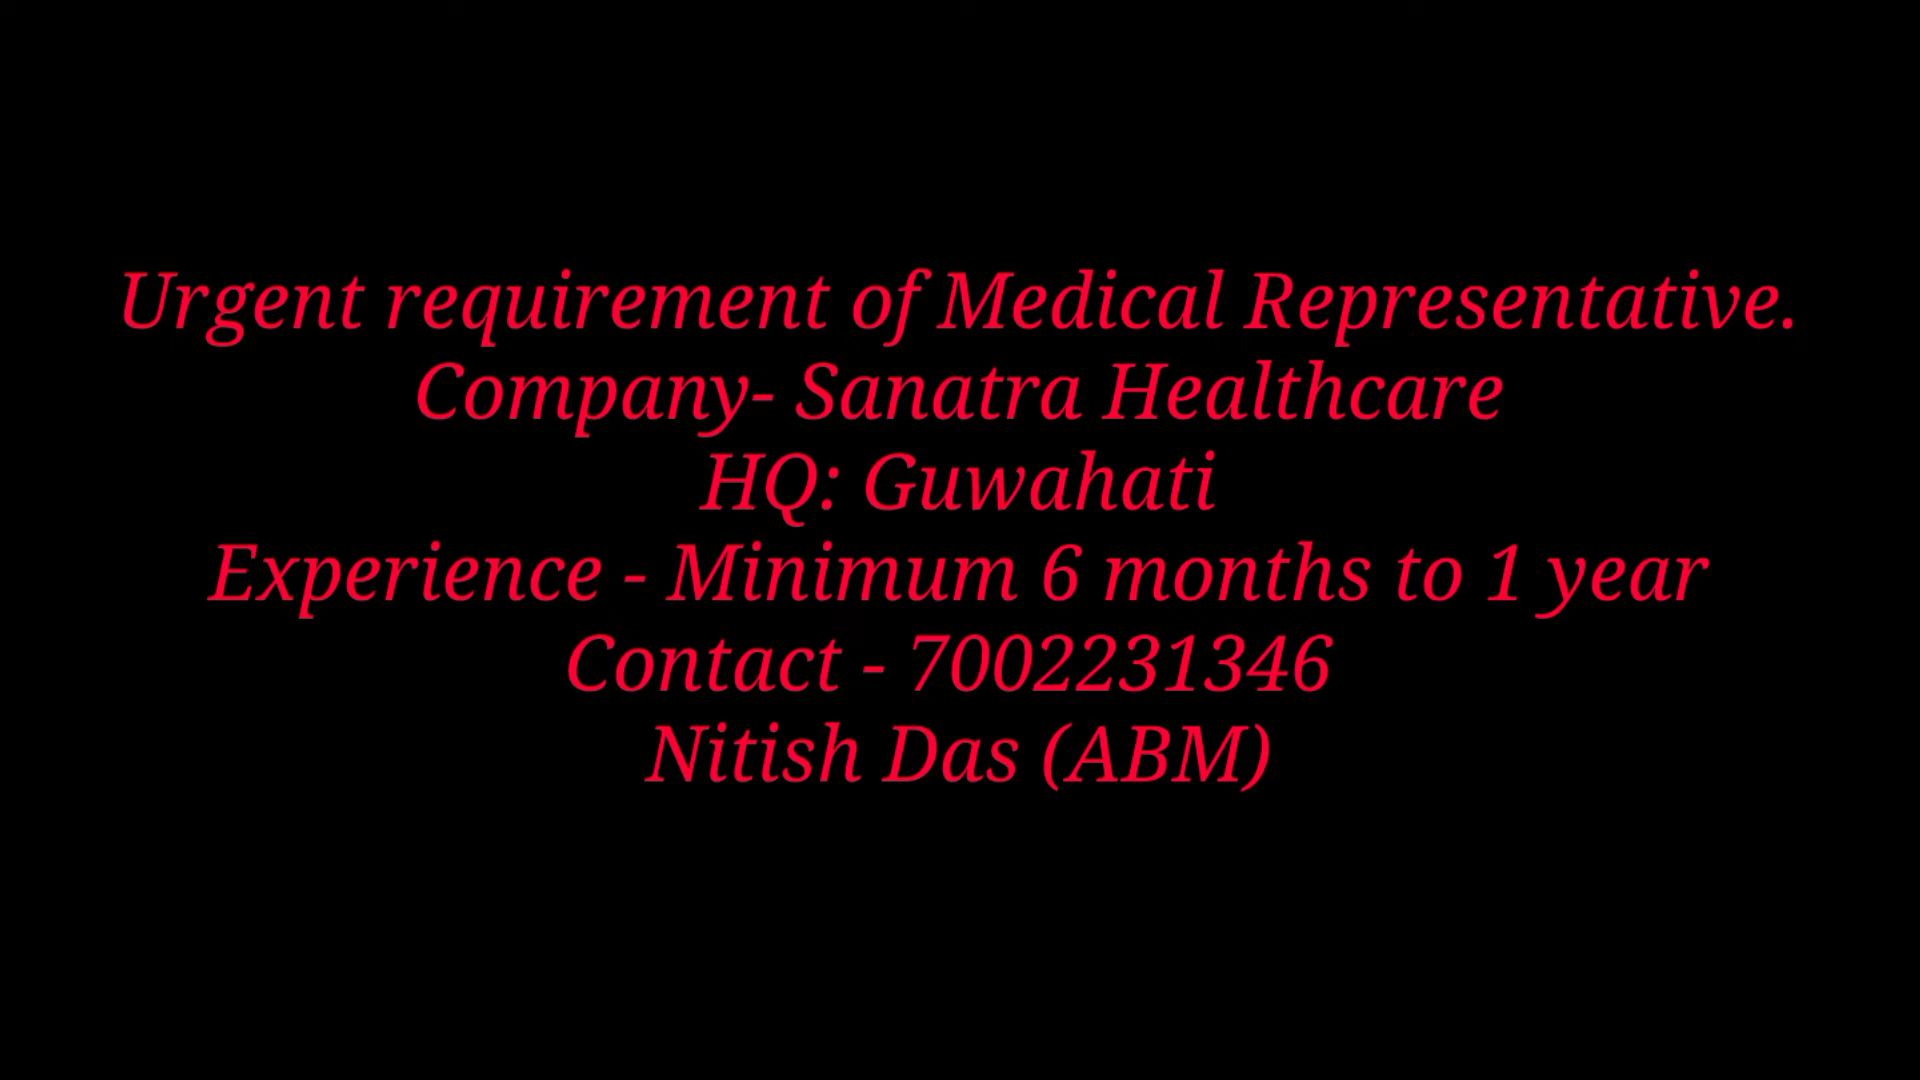 Urgent requirement of Medical Representative.
Company- Sanatra Healthcare
HQ: Guwahati
Experience - Minimum 6 months to 1 year
Contact - 7002231346
Nitish Das (ABM)